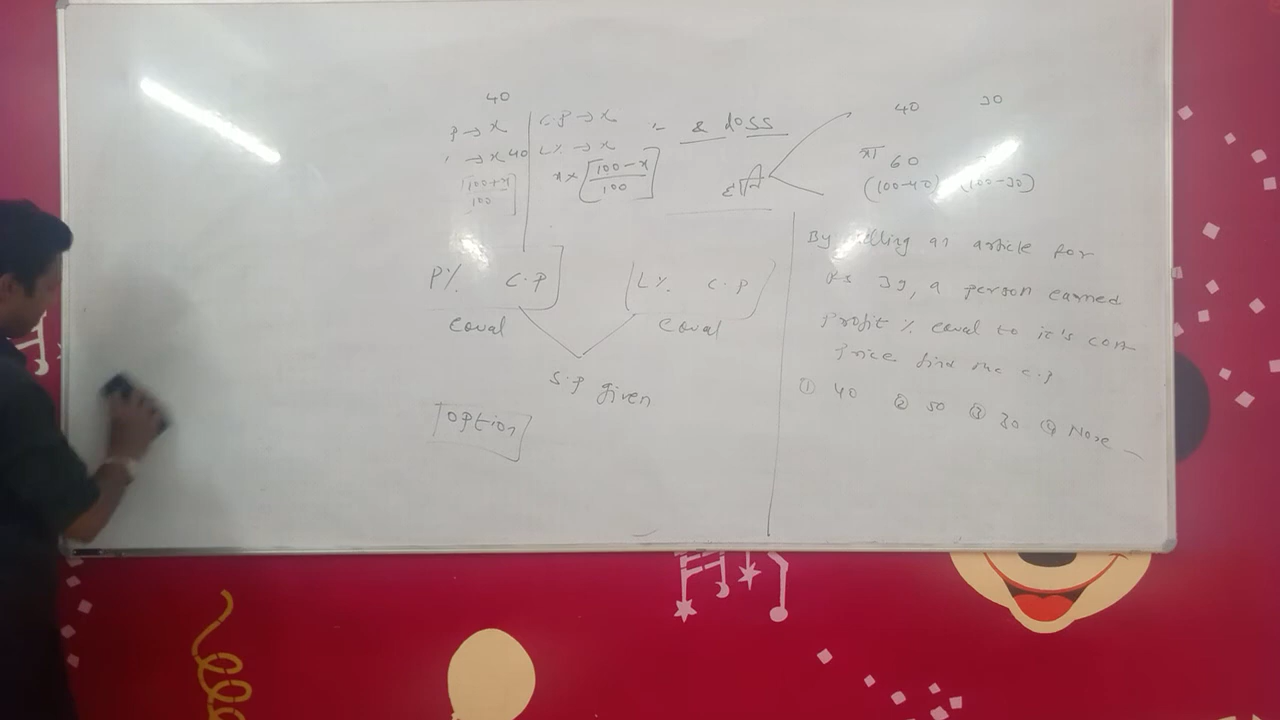 40
P → x
→ x 40
[100+x / 100]
C.P → x
L% → x
x × [100-x / 100]
& LOSS
हानि
40 30
60
(100-40) (100-30)
P% C.P
Equal
L% C.P
Equal
S.P given
option
By selling an article for
Rs 39, a person earned
Profit % equal to it's cost
Price find the C.P
① 40 ② 50 ③ 30 ④ None